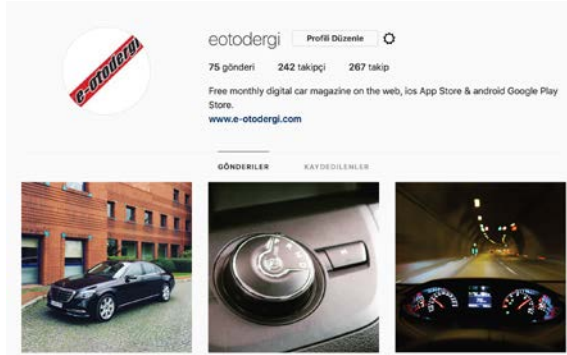 e-otodergi
eotodergi Profili Düzenle
75 gönderi 242 takipçi 267 takip
Free monthly digital car magazine on the web, ios App Store & android Google Play
Store.
www.e-otodergi.com
GÖNDERILER KAYDEDILENLER